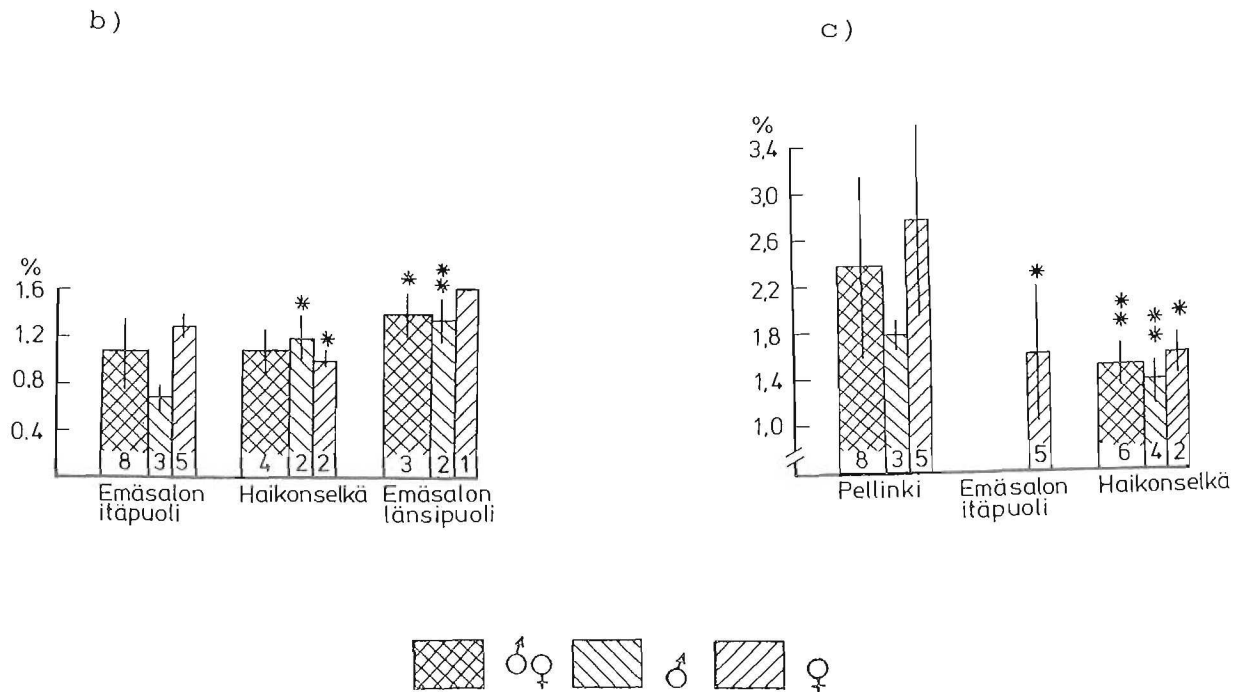 b)
%
1.6
1.2
0.8
0.4
8 3 5 4 2 2 3 2 1
Emäsalon Haikonselkä Emäsalon
itäpuoli länsipuoli
c)
%
3,4
3,0
2,6
2,2
1,8
1,4
1,0
8 3 5 5 6 4 2
Pellinki Emäsalon Haikonselkä
itäpuoli
♂♀ ♂ ♀